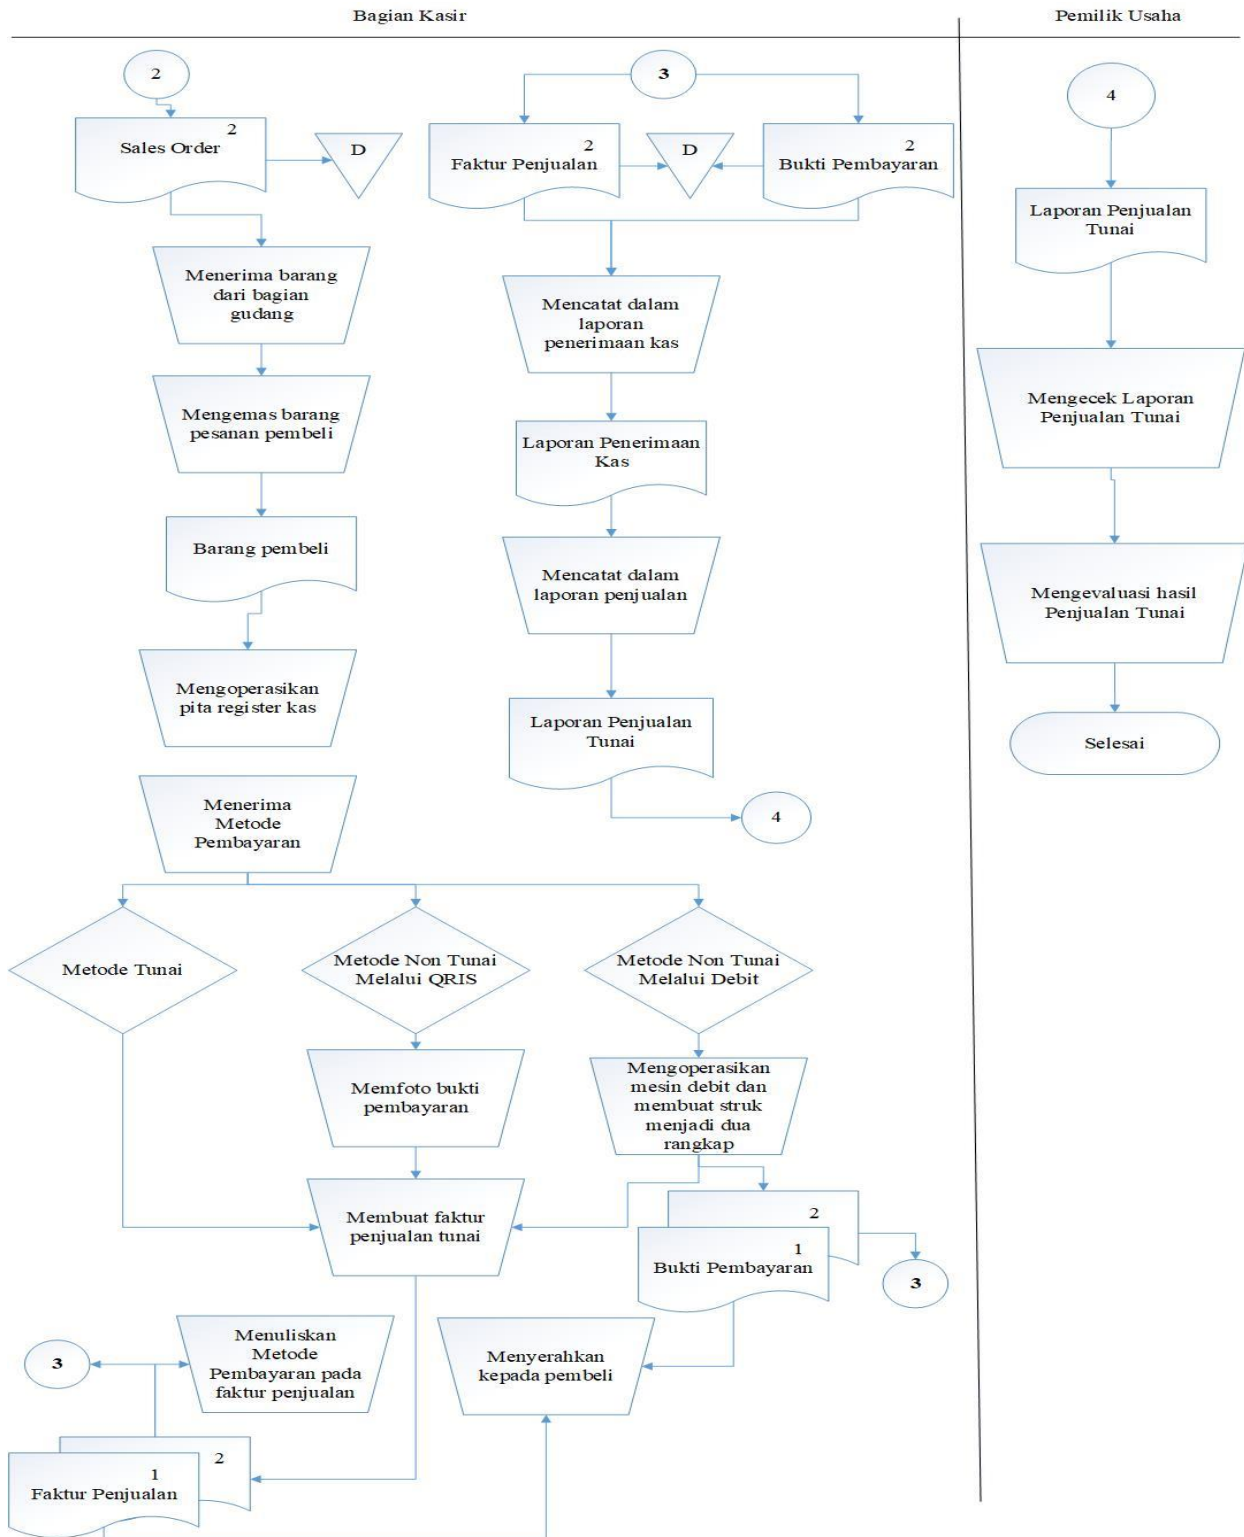 Bagian Kasir
Pemilik Usaha
2
2
Sales Order
D
Menerima barang
dari bagian
gudang
Mengemas barang
pesanan pembeli
Barang pembeli
Mengoperasikan
pita register kas
Menerima
Metode
Pembayaran
Metode Tunai
Metode Non Tunai
Melalui QRIS
Metode Non Tunai
Melalui Debit
Memfoto bukti
pembayaran
Mengoperasikan
mesin debit dan
membuat struk
menjadi dua
rangkap
Membuat faktur
penjualan tunai
2
1
Bukti Pembayaran
3
3
Menuliskan
Metode
Pembayaran pada
faktur penjualan
Menyerahkan
kepada pembeli
2
1
Faktur Penjualan
3
2
Faktur Penjualan
D
2
Bukti Pembayaran
Mencatat dalam
laporan
penerimaan kas
Laporan Penerimaan
Kas
Mencatat dalam
laporan penjualan
Laporan Penjualan
Tunai
4
4
Laporan Penjualan
Tunai
Mengecek Laporan
Penjualan Tunai
Mengevaluasi hasil
Penjualan Tunai
Selesai